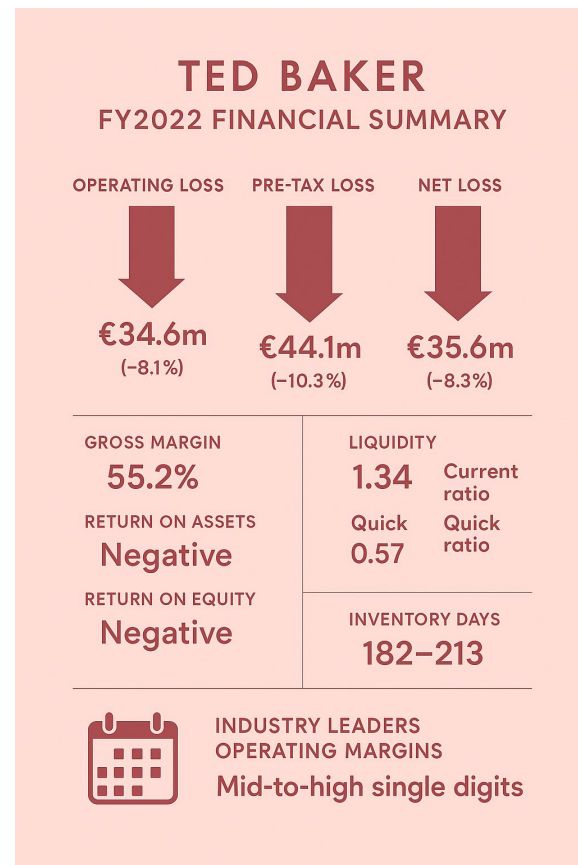 TED BAKER
FY2022 FINANCIAL SUMMARY
OPERATING LOSS
€34.6m
(–8.1%)
PRE-TAX LOSS
€44.1m
(–10.3%)
NET LOSS
€35.6m
(–8.3%)
GROSS MARGIN
55.2%
RETURN ON ASSETS
Negative
RETURN ON EQUITY
Negative
LIQUIDITY
1.34
Current
ratio
Quick
0.57
Quick
ratio
INVENTORY DAYS
182–213
INDUSTRY LEADERS
OPERATING MARGINS
Mid-to-high single digits